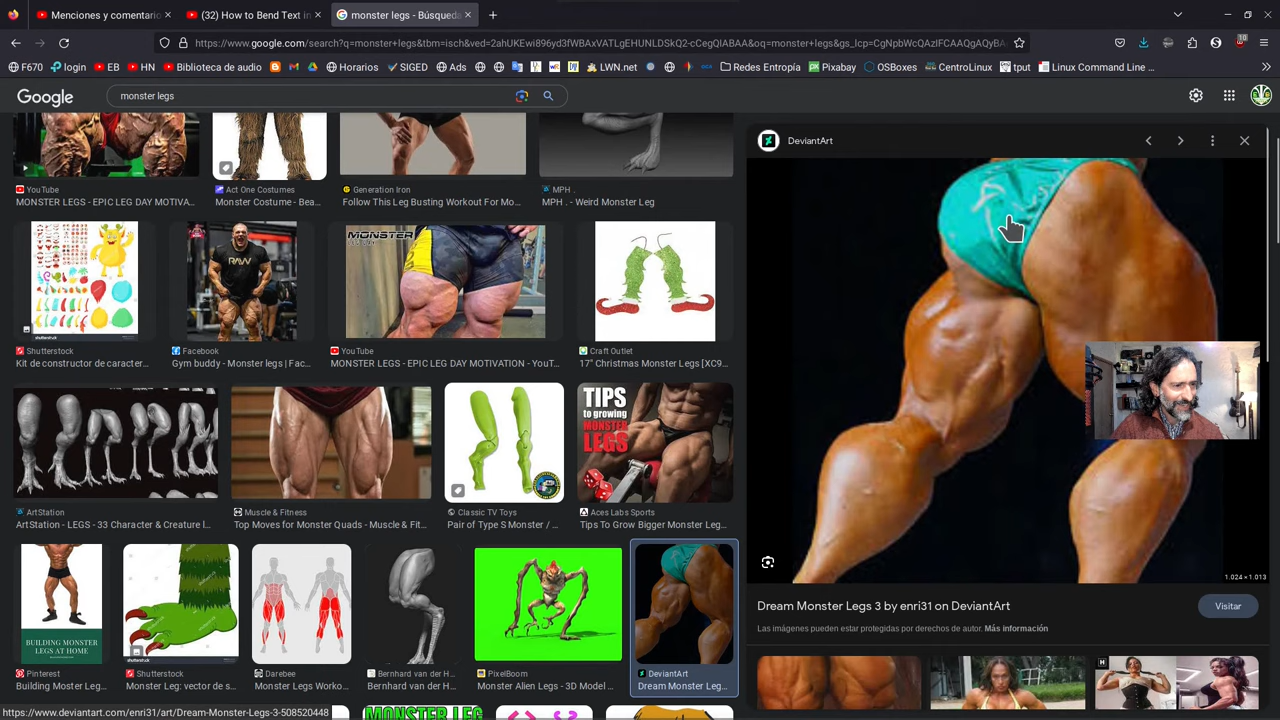 Menciones y comentario
(32) How to Bend Text in
monster legs - Búsqueda
https://www.google.com/search?q=monster+legs&tbm=isch&ved=2ahUKEwi896yd3fWBAxVATLgEHUNLDSkQ2-cCegQIABAA&oq=monster+legs&gs_lcp=CgNpbWcQAzIFCAAQgAQyBA
10
F670
login
EB
HN
Biblioteca de audio
Horarios
SIGED
Ads
LWN.net
Redes Entropía
Pixabay
OSBoxes
CentroLinux
tput
Linux Command Line ...
Google
monster legs
YouTube
MONSTER LEGS - EPIC LEG DAY MOTIVA...
Act One Costumes
Monster Costume - Bea...
Generation Iron
Follow This Leg Busting Workout For Mo...
MPH .
MPH . - Weird Monster Leg
RAW
MONSTER
shutterstock
Shutterstock
Kit de constructor de caracter...
Facebook
Gym buddy - Monster legs | Fac...
YouTube
MONSTER LEGS - EPIC LEG DAY MOTIVATION - YouT...
Craft Outlet
17" Christmas Monster Legs [XC9...
TIPS
to growing
MONSTER
LEGS
ArtStation
ArtStation - LEGS - 33 Character & Creature l...
Muscle & Fitness
Top Moves for Monster Quads - Muscle & Fit...
Classic TV Toys
Pair of Type S Monster / ...
Aces Labs Sports
Tips To Grow Bigger Monster Leg...
BUILDING MONSTER
LEGS AT HOME
Pinterest
Building Moster Leg...
Shutterstock
Monster Leg: vector de s...
Darebee
Monster Legs Worko...
Bernhard van der H...
Bernhard van der H...
PixelBoom
Monster Alien Legs - 3D Model ...
DeviantArt
Dream Monster Leg...
MONSTER LEG
https://www.deviantart.com/enri31/art/Dream-Monster-Legs-3-508520448
DeviantArt
1.024 × 1.013
Dream Monster Legs 3 by enri31 on DeviantArt
Visitar
Las imágenes pueden estar protegidas por derechos de autor. Más información
H